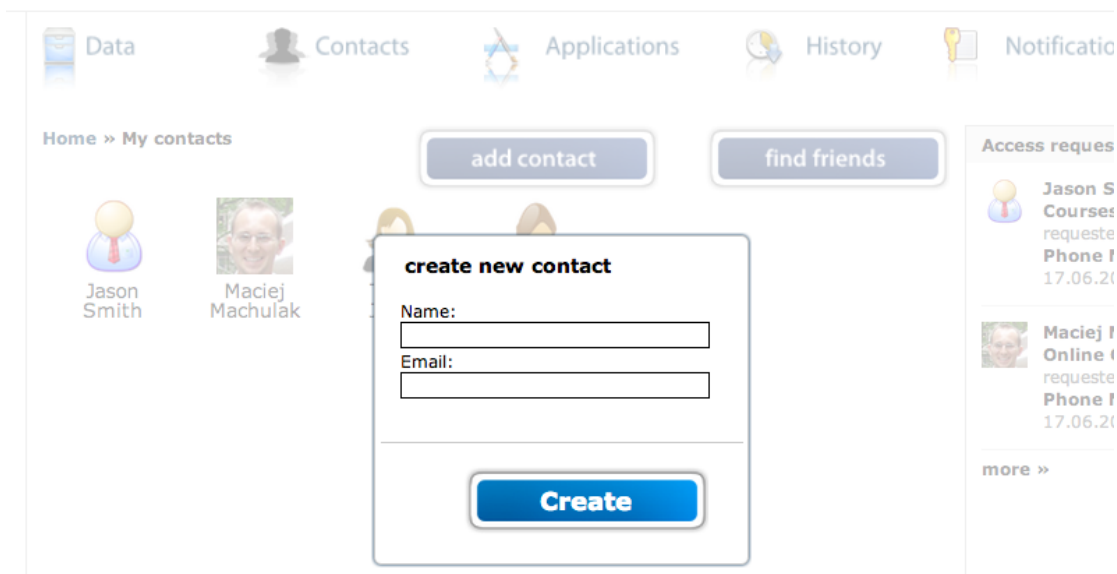 Data
Contacts
Applications
History
Notificatio
Home » My contacts
add contact
find friends
Jason
Smith
Maciej
Machulak
create new contact
Name:
Email:
Create
Access reques
Jason S
Courses
requeste
Phone
17.06.20
Maciej
Online
requeste
Phone
17.06.20
more »